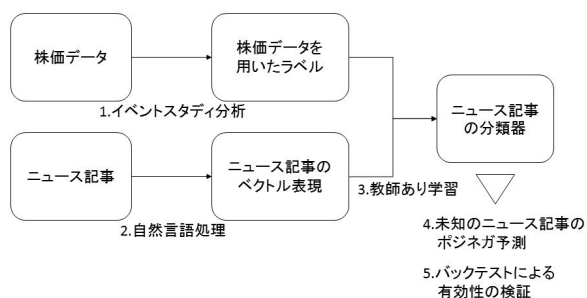 株価データ
株価データを
用いたラベル
1.イベントスタディ分析
ニュース記事
の分類器
ニュース記事
ニュース記事の
ベクトル表現
3.教師あり学習
2.自然言語処理
4.未知のニュース記事の
ポジネガ予測
5.バックテストによる
有効性の検証